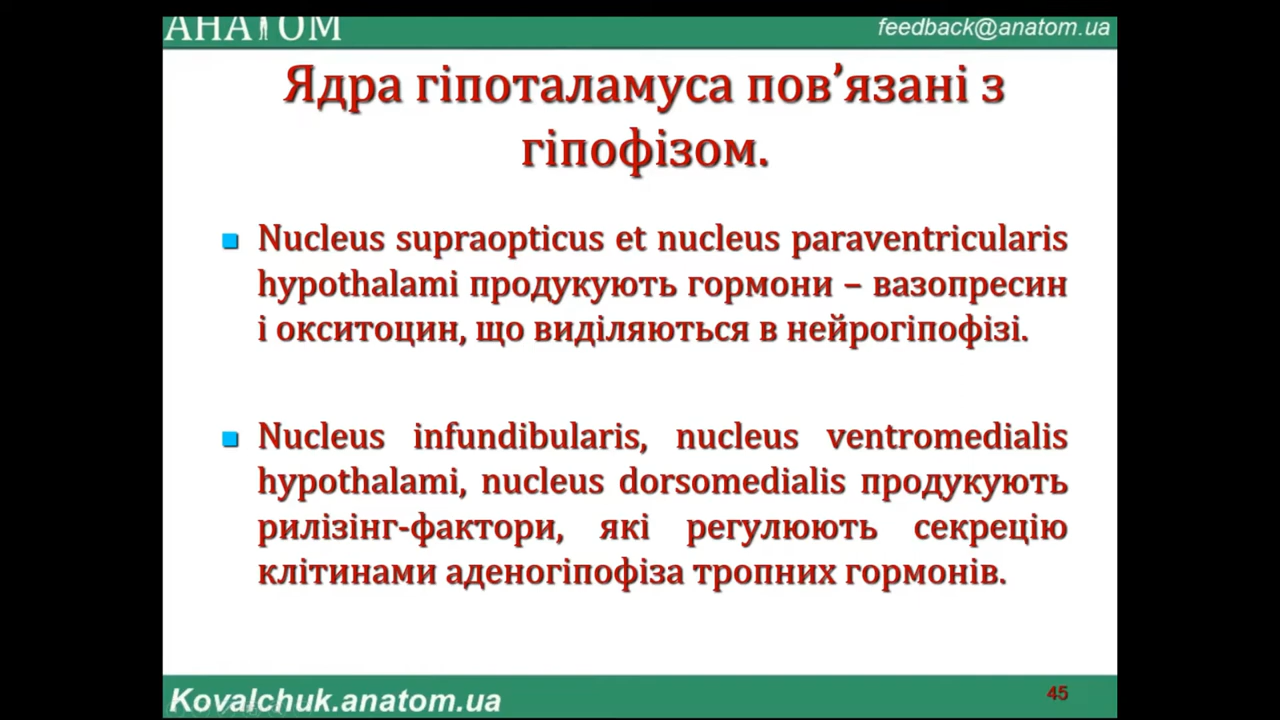 АНАТОМ
feedback@anatom.ua
Ядра гіпоталамуса пов’язані з
гіпофізом.
Nucleus supraopticus et nucleus paraventricularis
hypothalami продукують гормони – вазопресин
і окситоцин, що виділяються в нейрогіпофізі.
Nucleus infundibularis, nucleus ventromedialis
hypothalami, nucleus dorsomedialis продукують
рилізінг-фактори, які регулюють секрецію
клітинами аденогіпофіза тропних гормонів.
Kovalchuk.anatom.ua
45